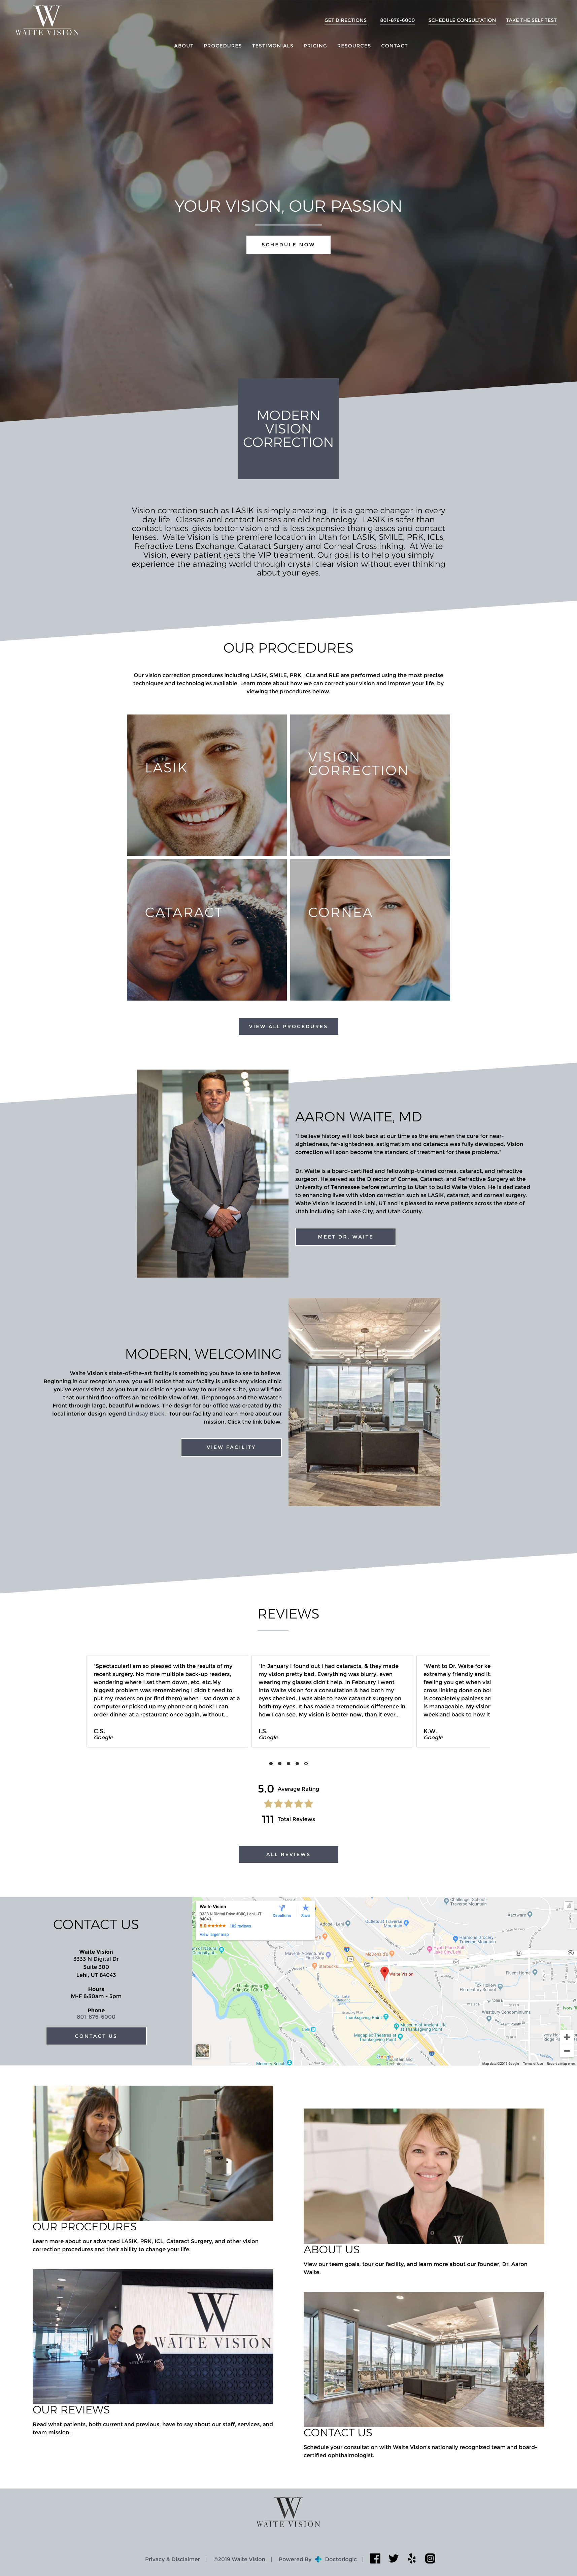 W
WAITE VISION
GET DIRECTIONS
801-876-6000
SCHEDULE CONSULTATION
TAKE THE SELF TEST
ABOUT
PROCEDURES
TESTIMONIALS
PRICING
RESOURCES
CONTACT
YOUR VISION, OUR PASSION
SCHEDULE NOW
MODERN
VISION
CORRECTION
Vision correction such as LASIK is simply amazing. It is a game changer in every
day life. Glasses and contact lenses are old technology. LASIK is safer than
contact lenses, gives better vision and is less expensive than glasses and contact
lenses. Waite Vision is the premiere location in Utah for LASIK, SMILE, PRK, ICLs,
Refractive Lens Exchange, Cataract Surgery and Corneal Crosslinking. At Waite
Vision, every patient gets the VIP treatment. Our goal is to help you simply
experience the amazing world through crystal clear vision without ever thinking
about your eyes.
OUR PROCEDURES
Our vision correction procedures including LASIK, SMILE, PRK, ICLs and RLE are performed using the most precise
techniques and technologies available. Learn more about how we can correct your vision and improve your life, by
viewing the procedures below.
LASIK
VISION
CORRECTION
CATARACT
CORNEA
VIEW ALL PROCEDURES
AARON WAITE, MD
"I believe history will look back at our time as the era when the cure for near-
sightedness, far-sightedness, astigmatism and cataracts was fully developed. Vision
correction will soon become the standard of treatment for these problems."
Dr. Waite is a board-certified and fellowship-trained cornea, cataract, and refractive
surgeon. He served as the Director of Cornea, Cataract, and Refractive Surgery at the
University of Tennessee before returning to Utah to build Waite Vision. He is dedicated
to enhancing lives with vision correction such as LASIK, cataract, and corneal surgery.
Waite Vision is located in Lehi, UT and is pleased to serve patients across the state of
Utah including Salt Lake City, and Utah County.
MEET DR. WAITE
MODERN, WELCOMING
Waite Vision's state-of-the-art facility is something you have to see to believe.
Beginning in our reception area, you will notice that our facility is unlike any vision clinic
you've ever visited. As you tour our clinic on your way to our laser suite, you will find
that our third floor offers an incredible view of Mt. Timponogos and the Wasatch
Front through large, beautiful windows. The design for our office was created by the
local interior design legend Lindsay Black. Tour our facility and learn more about our
mission. Click the link below.
VIEW FACILITY
REVIEWS
"Spectacular!I am so pleased with the results of my
recent surgery. No more multiple back-up readers,
wondering where I set them down, etc. etc.My
biggest problem was remembering I didn't need to
put my readers on (or find them) when I sat down at a
computer or picked up my phone or q book! I can
order dinner at a restaurant once again, without...
C.S.
Google
"In January I found out I had cataracts, & they made
my vision pretty bad. Everything was blurry, even
wearing my glasses didn't help. In February I went
into Waite Vision for a consultation & had both my
eyes checked. I was able to have cataract surgery on
both my eyes. It has made a tremendous difference in
how I can see. My vision is better now, than it ever...
I.S.
Google
"Went to Dr. Waite for ke
extremely friendly and it
feeling you get when visi
cross linking done on bo
is completely painless an
is manageable. My vision
week and back to how it
K.W.
Google
5.0 Average Rating
111 Total Reviews
ALL REVIEWS
CONTACT US
Waite Vision
3333 N Digital Dr
Suite 300
Lehi, UT 84043
Hours
M-F 8:30am - 5pm
Phone
801-876-6000
CONTACT US
Waite Vision
3333 N Digital Drive #300, Lehi, UT
84043
5.0
View larger map
Directions
Save
Waite Vision
Thanksgiving Point
Museum of Ancient Life
at Thanksgiving Point
Megaplex Theatres at
Thanksgiving Point
Thanksgiving
Point Golf Club
Outlets at Traverse
Mountain
Fox Hollow
Elementary School
McDonald's
Starbucks
Map data ©2019 Google
Terms of Use
Report a map error
OUR PROCEDURES
Learn more about our advanced LASIK, PRK, ICL, Cataract Surgery, and other vision
correction procedures and their ability to change your life.
ABOUT US
View our team goals, tour our facility, and learn more about our founder, Dr. Aaron
Waite.
W
WAITE VISION
OUR REVIEWS
Read what patients, both current and previous, have to say about our staff, services, and
team mission.
CONTACT US
Schedule your consultation with Waite Vision's nationally recognized team and board-
certified ophthalmologist.
W
WAITE VISION
Privacy & Disclaimer | ©2019 Waite Vision | Powered By Doctorlogic |